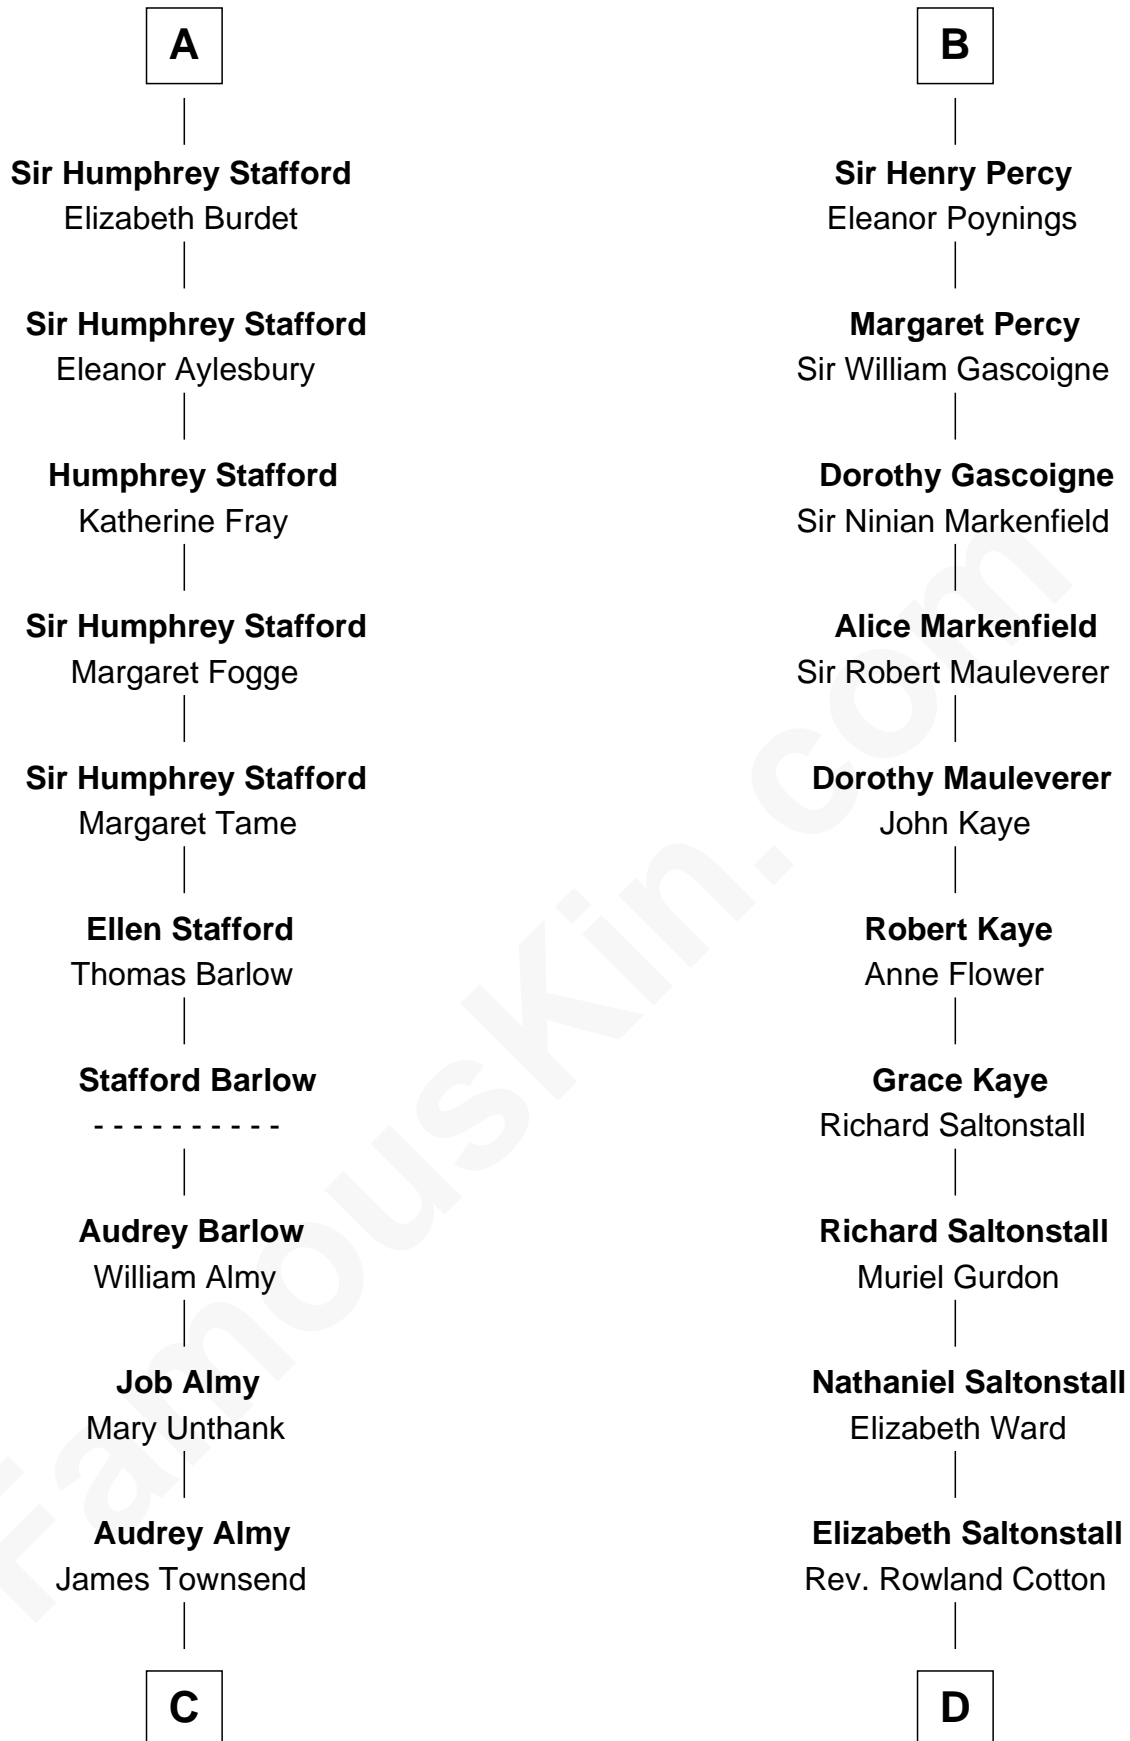 A
Sir Humphrey Stafford
Elizabeth Burdet
Sir Humphrey Stafford
Eleanor Aylesbury
Humphrey Stafford
Katherine Fray
Sir Humphrey Stafford
Margaret Fogge
Sir Humphrey Stafford
Margaret Tame
Ellen Stafford
Thomas Barlow
Stafford Barlow
- - - - - - - - - -
Audrey Barlow
William Almy
Job Almy
Mary Unthank
Audrey Almy
James Townsend
C
B
Sir Henry Percy
Eleanor Poynings
Margaret Percy
Sir William Gascoigne
Dorothy Gascoigne
Sir Ninian Markenfield
Alice Markenfield
Sir Robert Mauleverer
Dorothy Mauleverer
John Kaye
Robert Kaye
Anne Flower
Grace Kaye
Richard Saltonstall
Richard Saltonstall
Muriel Gurdon
Nathaniel Saltonstall
Elizabeth Ward
Elizabeth Saltonstall
Rev. Rowland Cotton
D
FamousKin.com